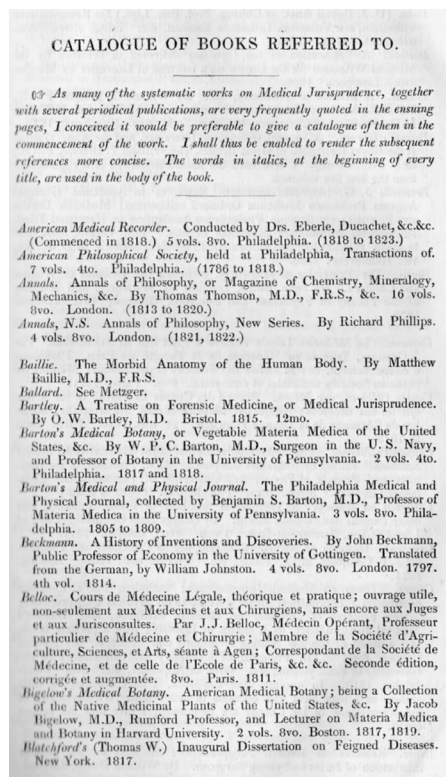 CATALOGUE OF BOOKS REFERRED TO.
☞ As many of the systematic works on Medical Jurisprudence, together
with several periodical publications, are very frequently quoted in the ensuing
pages, I conceived it would be preferable to give a catalogue of them in the
commencement of the work. I shall thus be enabled to render the subsequent
references more concise. The words in italics, at the beginning of every
title, are used in the body of the book.
American Medical Recorder. Conducted by Drs. Eberle, Ducachet, &c.&c.
(Commenced in 1818.) 5 vols. 8vo. Philadelphia. (1818 to 1823.)
American Philosophical Society, held at Philadelphia, Transactions of.
7 vols. 4to. Philadelphia. (1786 to 1818.)
Annals. Annals of Philosophy, or Magazine of Chemistry, Mineralogy,
Mechanics, &c. By Thomas Thomson, M.D., F.R.S., &c. 16 vols.
8vo. London. (1813 to 1820.)
Annals, N.S. Annals of Philosophy, New Series. By Richard Phillips.
4 vols. 8vo. London. (1821, 1822.)
Baillie. The Morbid Anatomy of the Human Body. By Matthew
Baillie, M.D., F.R.S.
Ballard. See Metzger.
Bartley. A Treatise on Forensic Medicine, or Medical Jurisprudence.
By O. W. Bartley, M.D. Bristol. 1815. 12mo.
Barton's Medical Botany, or Vegetable Materia Medica of the United
States, &c. By W. P. C. Barton, M.D., Surgeon in the U. S. Navy,
and Professor of Botany in the University of Pennsylvania. 2 vols. 4to.
Philadelphia. 1817 and 1818.
Barton's Medical and Physical Journal. The Philadelphia Medical and
Physical Journal, collected by Benjamin S. Barton, M.D., Professor of
Materia Medica in the University of Pennsylvania. 3 vols. 8vo. Phila-
delphia. 1805 to 1809.
Beckmann. A History of Inventions and Discoveries. By John Beckmann,
Public Professor of Economy in the University of Gottingen. Translated
from the German, by William Johnston. 4 vols. 8vo. London. 1797.
4th vol. 1814.
Belloc. Cours de Médecine Légale, théorique et pratique; ouvrage utile,
non-seulement aux Médecins et aux Chirurgiens, mais encore aux Juges
et aux Jurisconsultes. Par J.J. Belloc, Médecin Opérant, Professeur
particulier de Médecine et Chirurgie; Membre de la Société d'Agri-
culture, Sciences, et Arts, séante à Agen; Correspondant de la Société de
Médecine, et de celle de l'Ecole de Paris, &c. &c. Seconde édition,
corrigée et augmentée. 8vo. Paris. 1811.
Bigelow's Medical Botany. American Medical Botany; being a Collection
of the Native Medicinal Plants of the United States, &c. By Jacob
Bigelow, M.D., Rumford Professor, and Lecturer on Materia Medica
and Botany in Harvard University. 2 vols. 8vo. Boston. 1817, 1819.
Blatchford's (Thomas W.) Inaugural Dissertation on Feigned Diseases.
New York. 1817.